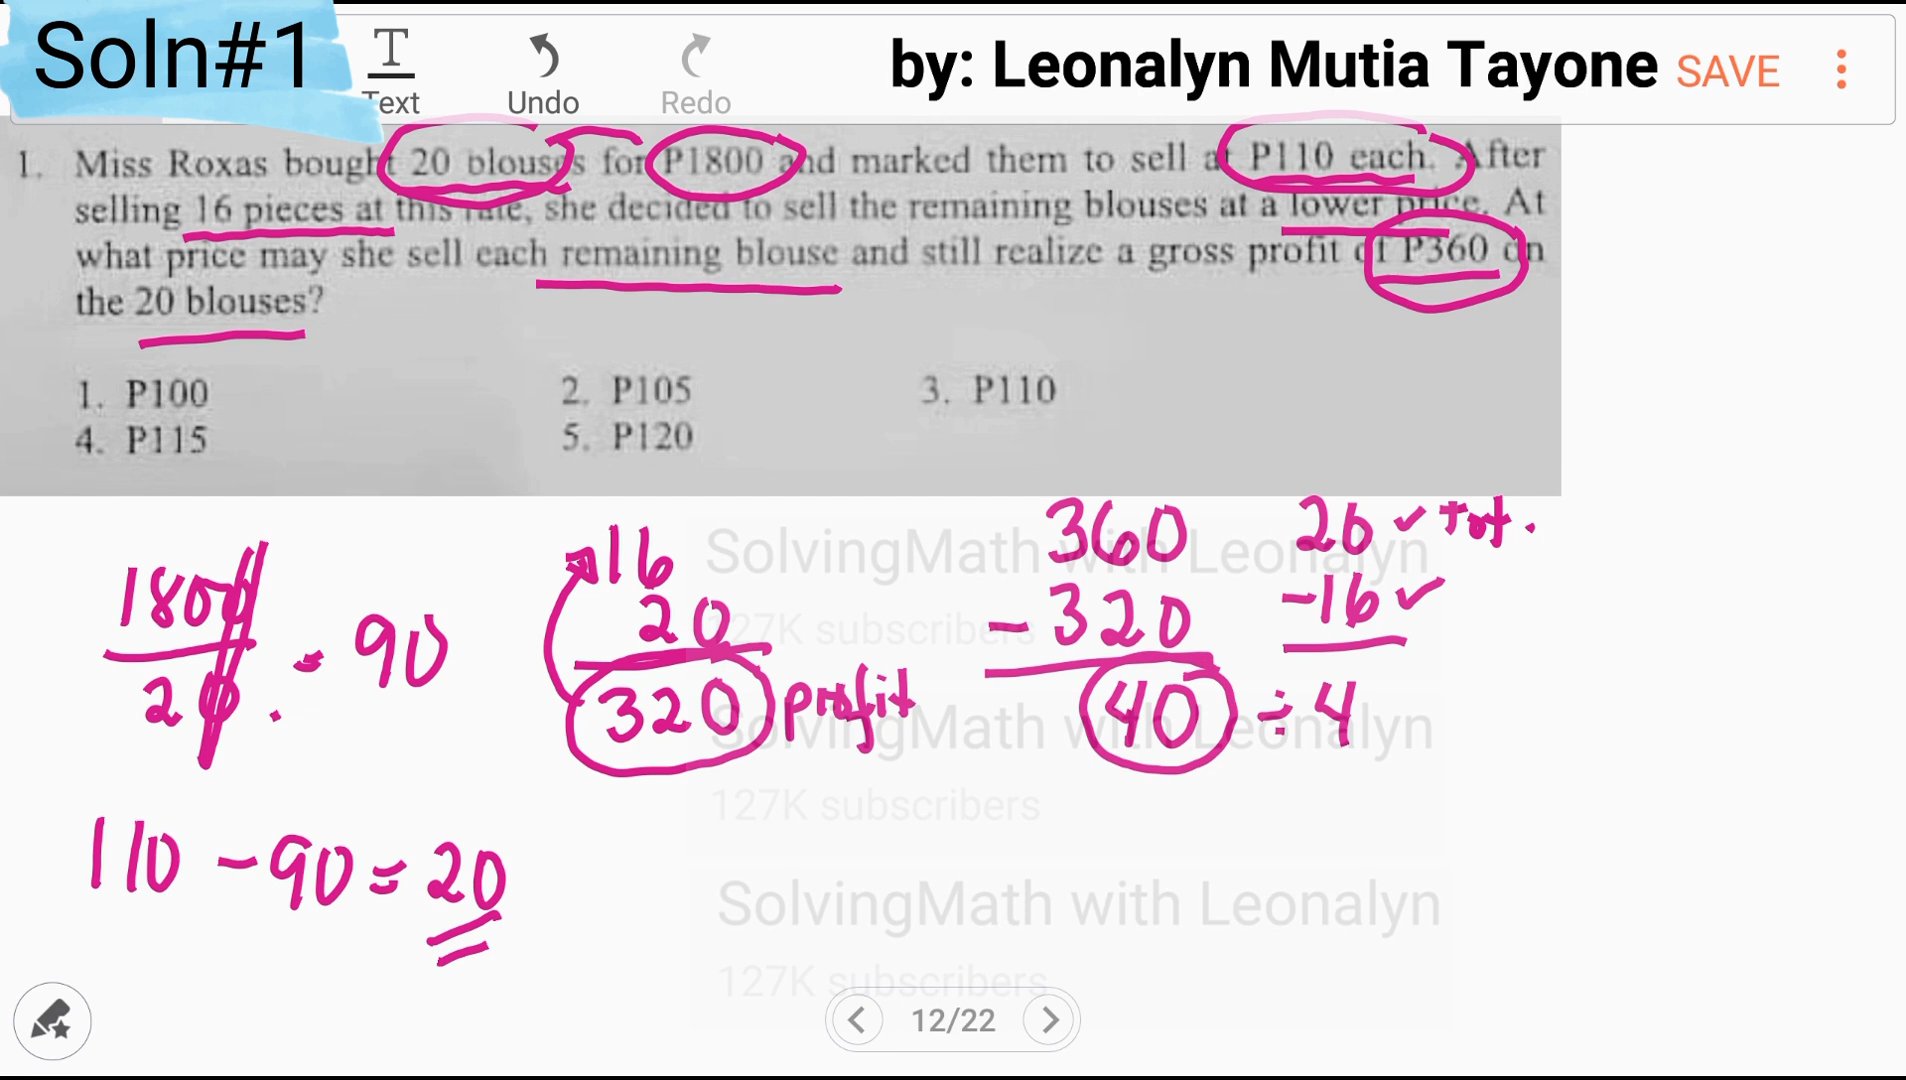 Soln#1
Text
Undo
Redo
by: Leonalyn Mutia Tayone
SAVE
1. Miss Roxas bought 20 blouses for P1800 and marked them to sell at P110 each. After
selling 16 pieces at this rate, she decided to sell the remaining blouses at a lower price. At
what price may she sell each remaining blouse and still realize a gross profit of P360 on
the 20 blouses?
1. P100
2. P105
3. P110
4. P115
5. P120
1800
20
= 90
110 - 90 = 20
16
20
320 profit
360
- 320
40 ÷ 4
20 ✓ tot.
-16 ✓
SolvingMath with Leonalyn
127K subscribers
SolvingMath with Leonalyn
127K subscribers
SolvingMath with Leonalyn
127K subscribers
12/22